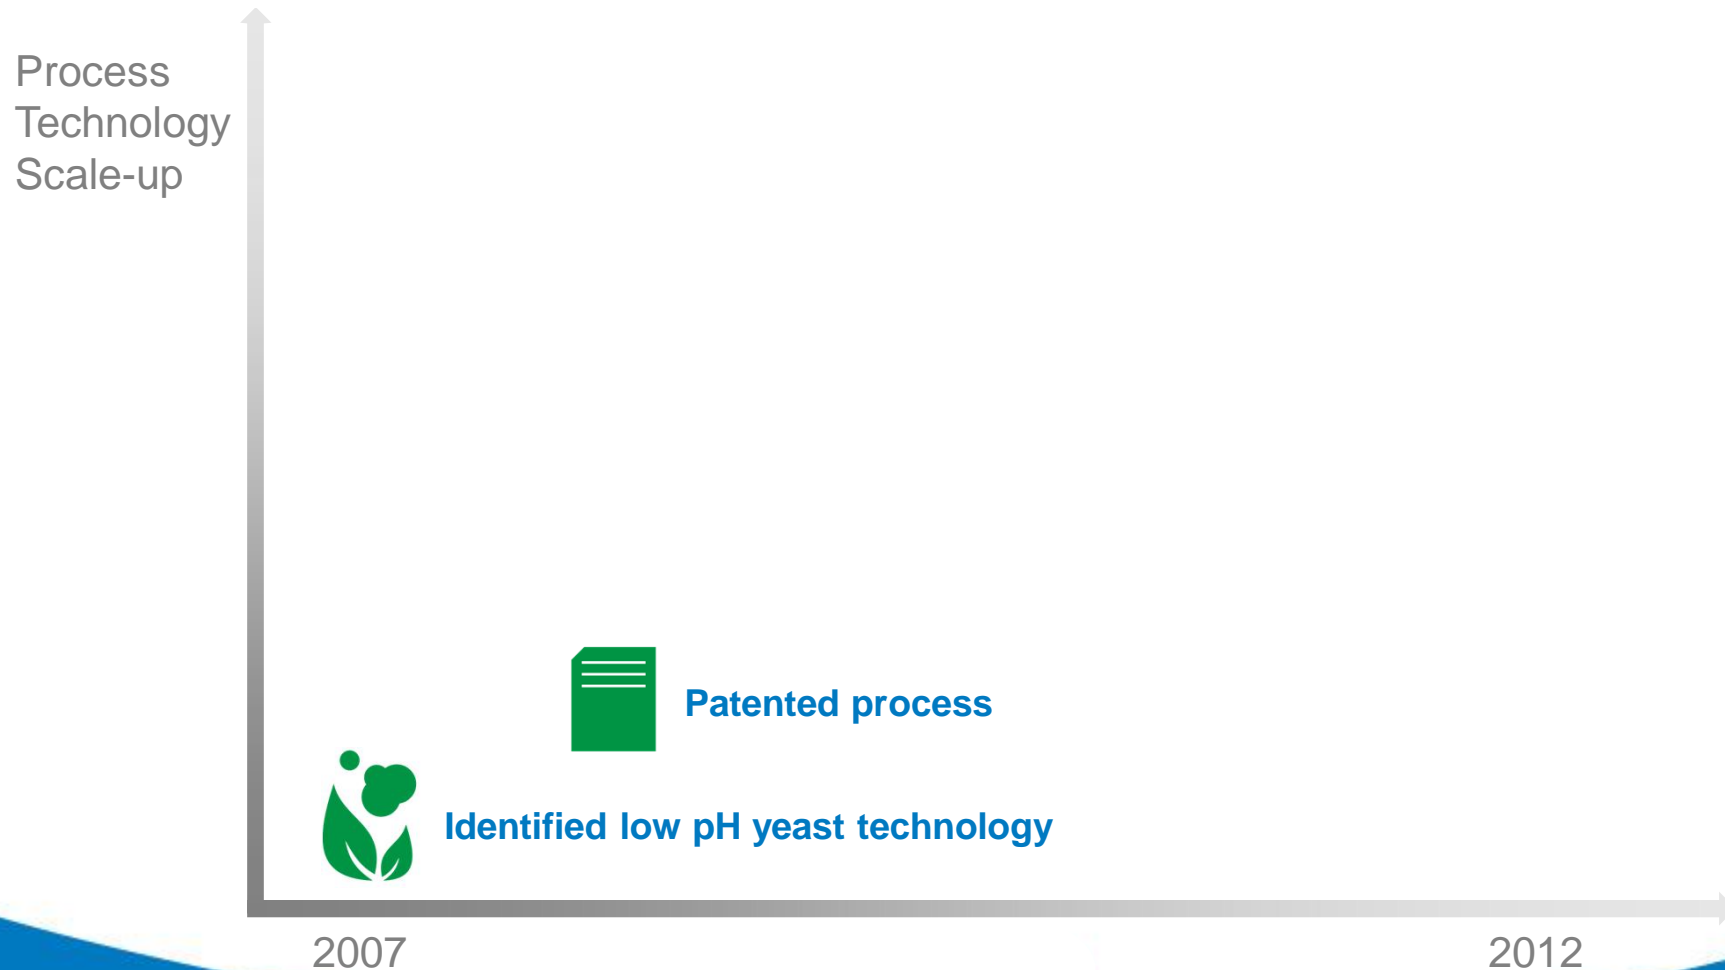 Process
Technology
Scale-up
Patented process
Identified low pH yeast technology
2007
2012